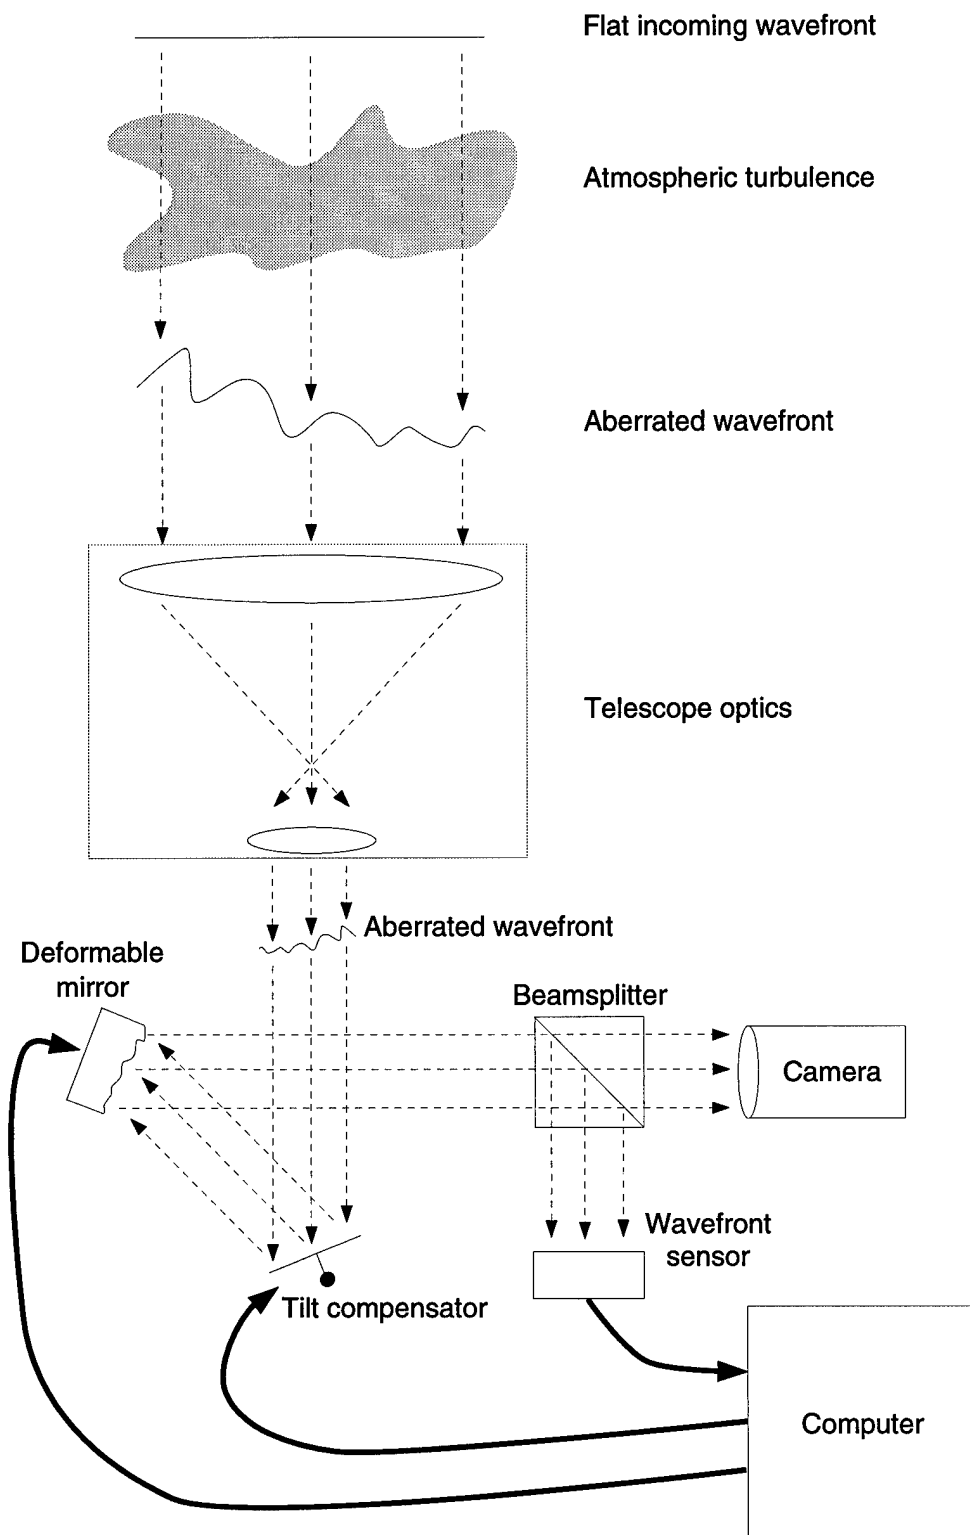 Flat incoming wavefront
Atmospheric turbulence
Aberrated wavefront
Telescope optics
Aberrated wavefront
Deformable
mirror
Beamsplitter
Camera
Wavefront
sensor
Tilt compensator
Computer